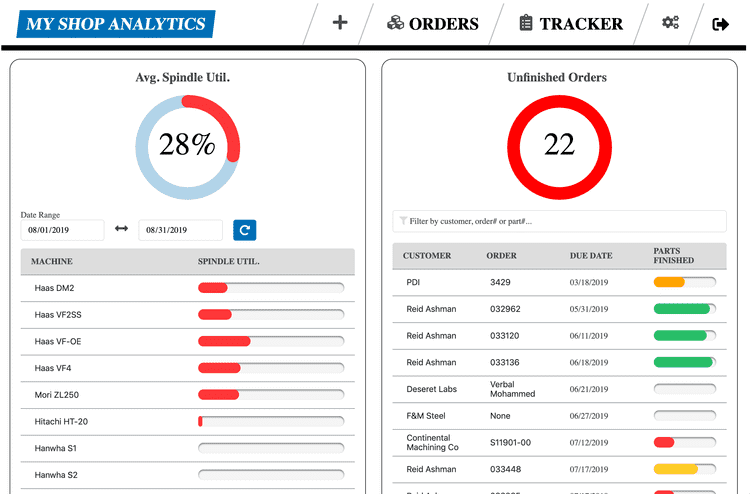 MY SHOP ANALYTICS
ORDERS
TRACKER
Avg. Spindle Util.
28%
Date Range
08/01/2019
08/31/2019
MACHINE SPINDLE UTIL.
Haas DM2
Haas VF2SS
Haas VF-OE
Haas VF4
Mori ZL250
Hitachi HT-20
Hanwha S1
Hanwha S2
Unfinished Orders
22
Filter by customer, order# or part#...
CUSTOMER ORDER DUE DATE PARTS
FINISHED
PDI 3429 03/18/2019
Reid Ashman 032962 05/31/2019
Reid Ashman 033120 06/11/2019
Reid Ashman 033136 06/18/2019
Deseret Labs Verbal
Mohammed 06/21/2019
F&M Steel None 06/27/2019
Continental
Machining Co S11901-00 07/12/2019
Reid Ashman 033448 07/17/2019